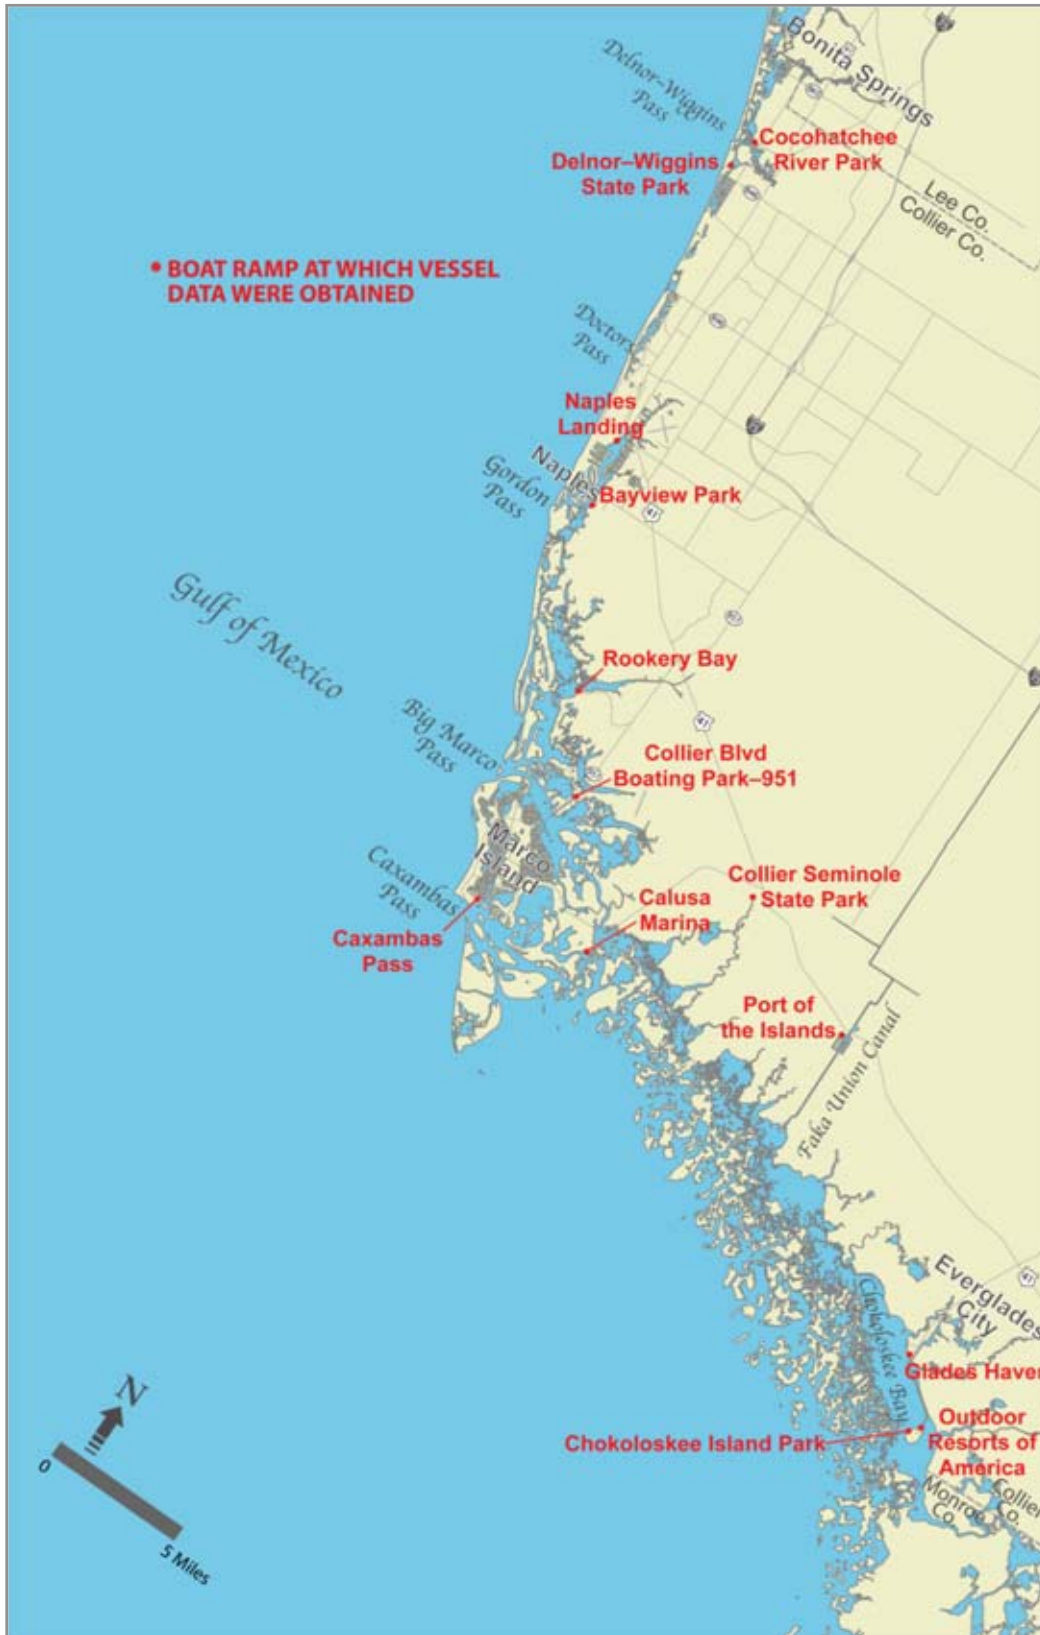 Bonita Springs
Delnor–Wiggins
Pass
Cocohatchee
River Park
Delnor–Wiggins
State Park
Lee Co.
Collier Co.
• BOAT RAMP AT WHICH VESSEL
DATA WERE OBTAINED
Doctors
Pass
Naples
Landing
Naples
Gordon
Pass
Bayview Park
41
Gulf of Mexico
Rookery Bay
Big Marco
Pass
41
Collier Blvd
Boating Park–951
Marco
Island
Caxambas
Pass
Collier Seminole
State Park
Calusa
Marina
Caxambas
Pass
Port of
the Islands
Faka Union Canal
Everglades
City
41
Chokoloskee Bay
Glades Haven
Outdoor
Resorts of
America
Chokoloskee Island Park
Monroe
Co.
Collier
Co.
N
0
5 Miles